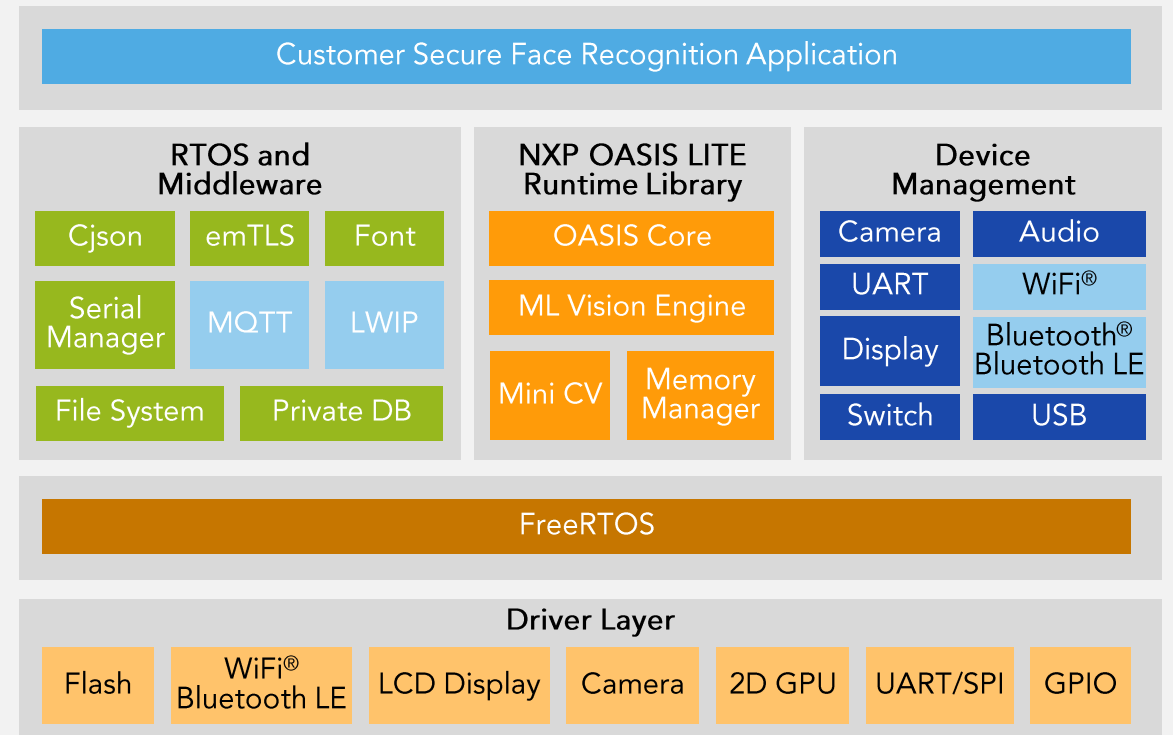 Customer Secure Face Recognition Application
RTOS and
Middleware
Cjson
emTLS
Font
Serial
Manager
MQTT
LWIP
File System
Private DB
NXP OASIS LITE
Runtime Library
OASIS Core
ML Vision Engine
Mini CV
Memory
Manager
Device
Management
Camera
Audio
UART
WiFi®
Display
Bluetooth®
Bluetooth LE
Switch
USB
FreeRTOS
Driver Layer
Flash
WiFi®
Bluetooth LE
LCD Display
Camera
2D GPU
UART/SPI
GPIO